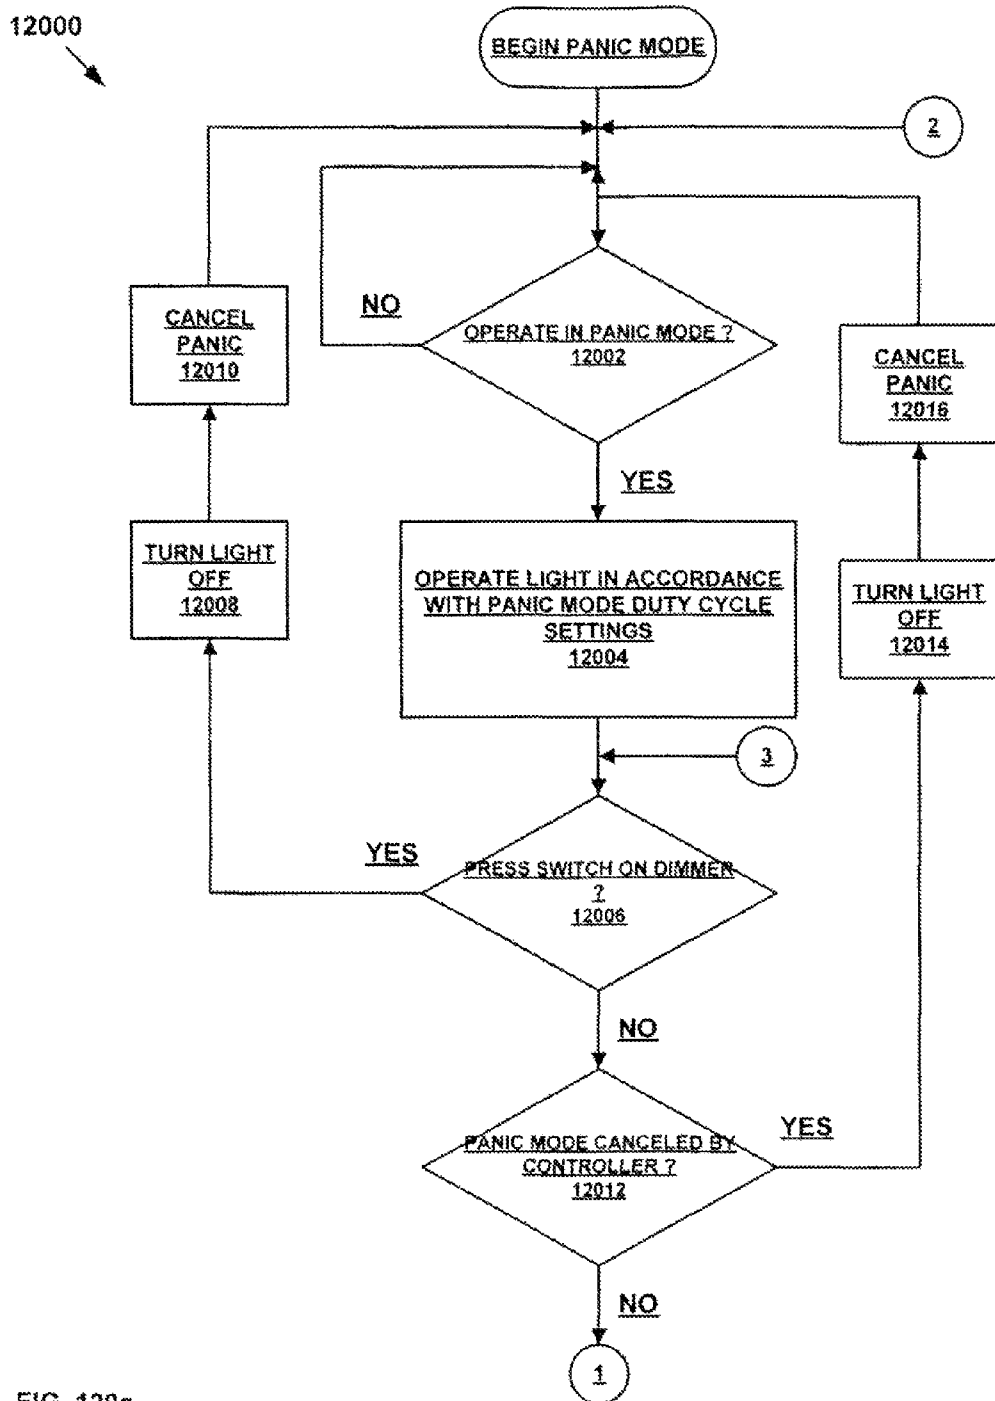 12000
BEGIN PANIC MODE
2
NO
OPERATE IN PANIC MODE ?
12002
CANCEL
PANIC
12010
CANCEL
PANIC
12016
YES
TURN LIGHT
OFF
12008
OPERATE LIGHT IN ACCORDANCE
WITH PANIC MODE DUTY CYCLE
SETTINGS
12004
TURN LIGHT
OFF
12014
3
YES
PRESS SWITCH ON DIMMER
?
12006
NO
PANIC MODE CANCELED BY
CONTROLLER ?
12012
YES
NO
1